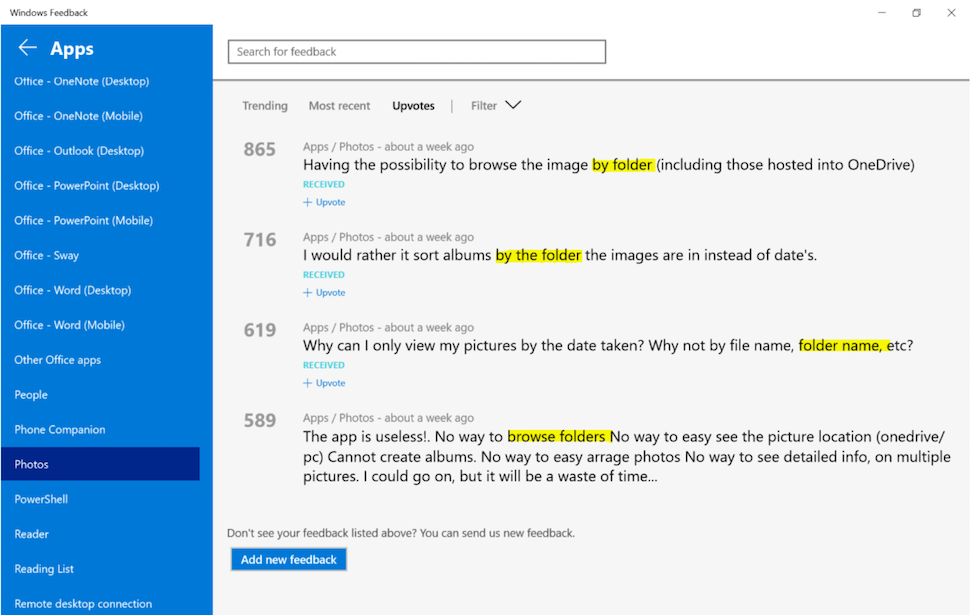 Windows Feedback
Apps
Office - OneNote (Desktop)
Office - OneNote (Mobile)
Office - Outlook (Desktop)
Office - PowerPoint (Desktop)
Office - PowerPoint (Mobile)
Office - Sway
Office - Word (Desktop)
Office - Word (Mobile)
Other Office apps
People
Phone Companion
Photos
PowerShell
Reader
Reading List
Remote desktop connection
Search for feedback
Trending Most recent Upvotes | Filter
865
Apps / Photos - about a week ago
Having the possibility to browse the image by folder (including those hosted into OneDrive)
RECEIVED
+ Upvote
716
Apps / Photos - about a week ago
I would rather it sort albums by the folder the images are in instead of date's.
RECEIVED
+ Upvote
619
Apps / Photos - about a week ago
Why can I only view my pictures by the date taken? Why not by file name, folder name, etc?
RECEIVED
+ Upvote
589
Apps / Photos - about a week ago
The app is useless!. No way to browse folders No way to easy see the picture location (onedrive/
pc) Cannot create albums. No way to easy arrage photos No way to see detailed info, on multiple
pictures. I could go on, but it will be a waste of time...
Don't see your feedback listed above? You can send us new feedback.
Add new feedback